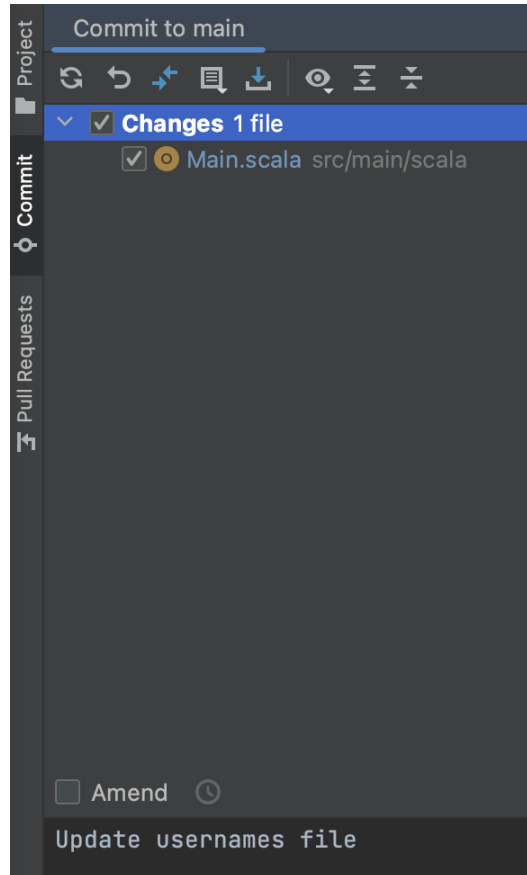 Project
Commit
Pull Requests
Commit to main
Changes 1 file
Main.scala src/main/scala
Amend
Update usernames file